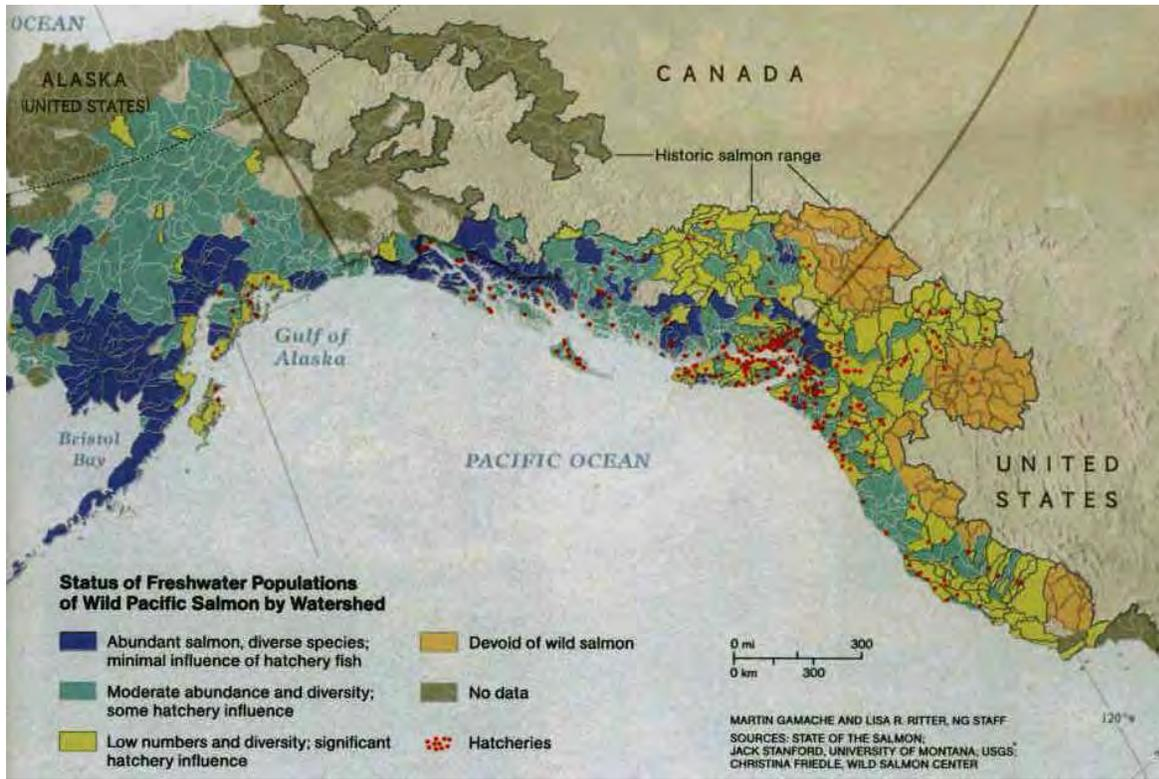 OCEAN
ALASKA
(UNITED STATES)
CANADA
Historic salmon range
Gulf of
Alaska
Bristol
Bay
PACIFIC OCEAN
UNITED
STATES
Status of Freshwater Populations
of Wild Pacific Salmon by Watershed
Abundant salmon, diverse species;
minimal influence of hatchery fish
Moderate abundance and diversity;
some hatchery influence
Low numbers and diversity; significant
hatchery influence
Devoid of wild salmon
No data
Hatcheries
0 mi 300
0 km 300
MARTIN GAMACHE AND LISA R. RITTER, NG STAFF
SOURCES: STATE OF THE SALMON;
JACK STANFORD, UNIVERSITY OF MONTANA; USGS;
CHRISTINA FRIEDLE, WILD SALMON CENTER
120°W